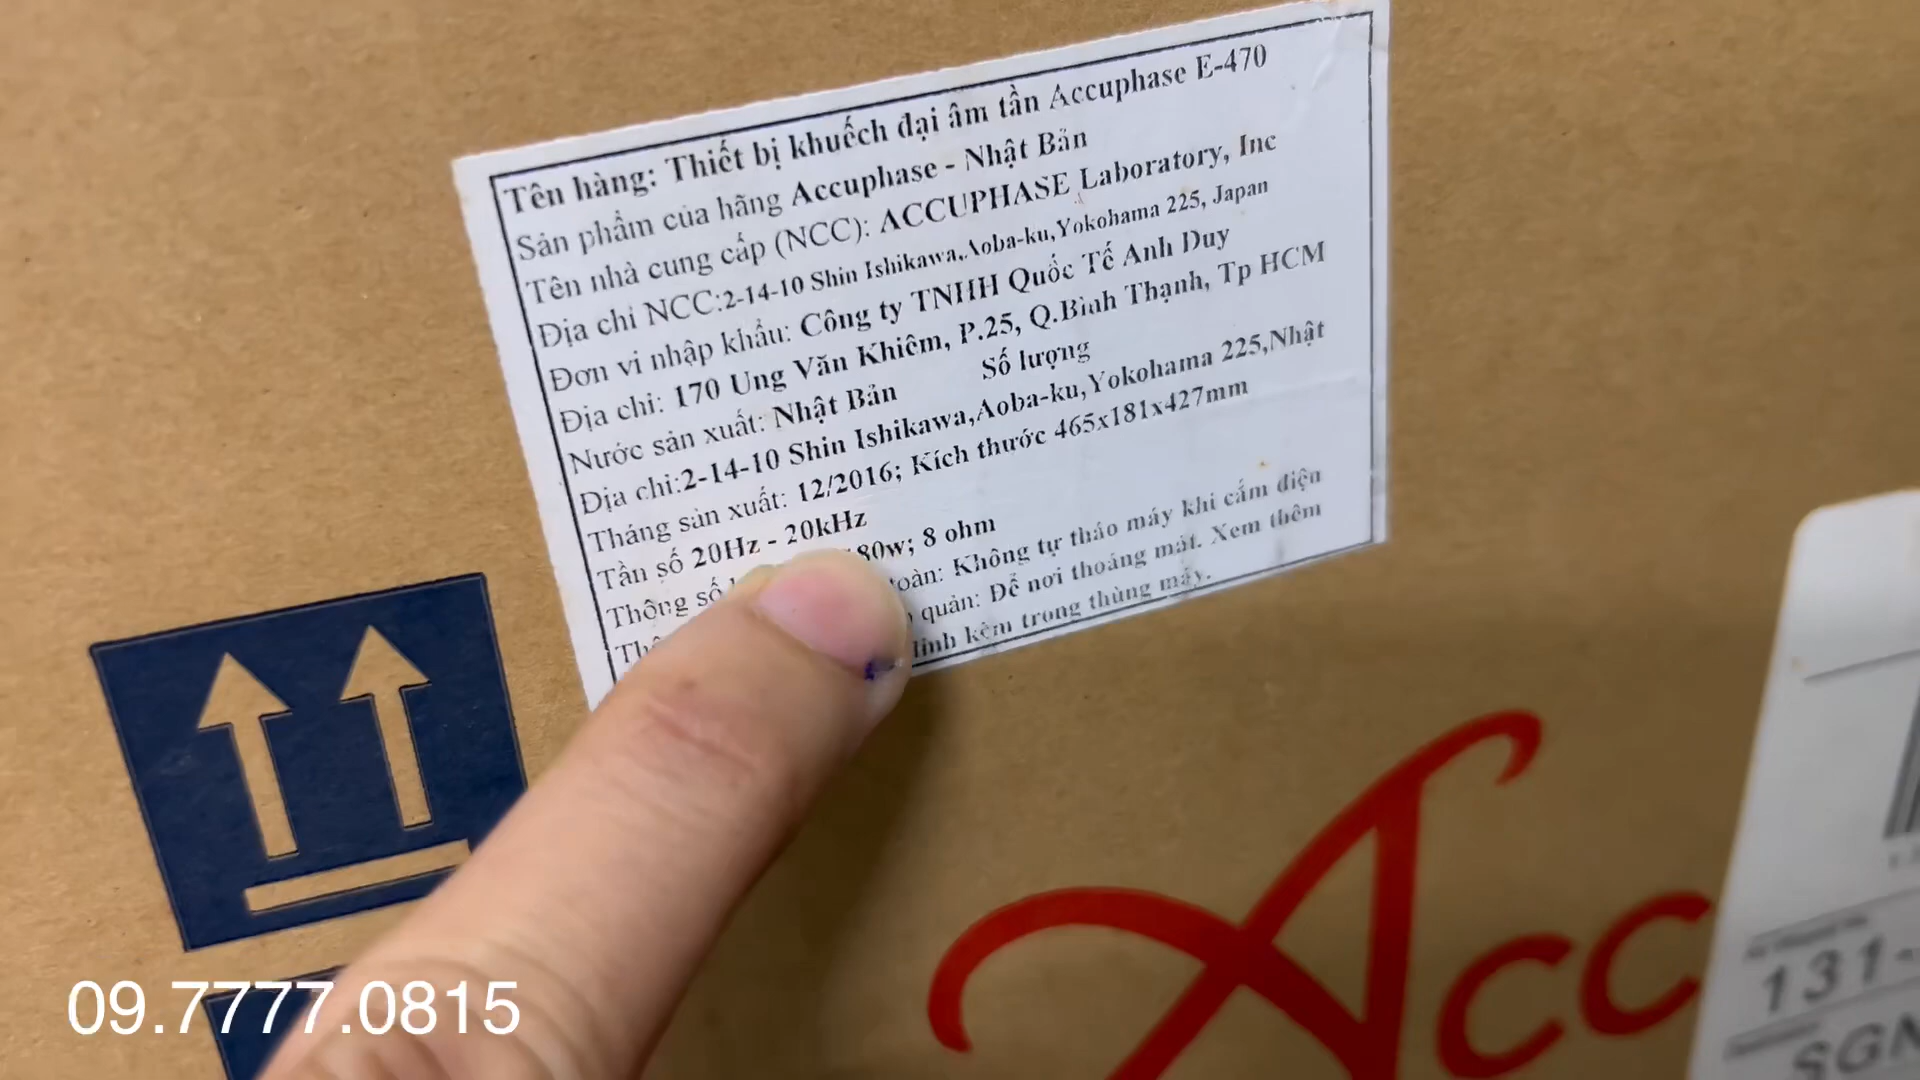 Tên hàng: Thiết bị khuếch đại âm tần Accuphase E-470
Sản phẩm của hãng Accuphase - Nhật Bản
Tên nhà cung cấp (NCC): ACCUPHASE Laboratory, Inc
Địa chỉ NCC:2-14-10 Shin Ishikawa,Aoba-ku,Yokohama 225, Japan
Đơn vi nhập khẩu: Công ty TNHH Quốc Tế Anh Duy
Địa chỉ: 170 Ung Văn Khiêm, P.25, Q.Bình Thạnh, Tp HCM
Nước sản xuất: Nhật Bản Số lượng
Địa chỉ:2-14-10 Shin Ishikawa,Aoba-ku,Yokohama 225,Nhật
Tháng sản xuất: 12/2016; Kích thước 465x181x427mm
Tần số 20Hz - 20kHz
Thông số 80w; 8 ohm
toàn: Không tự tháo máy khi cắm điện
quản: Để nơi thoáng mát. Xem thêm
đính kèm trong thùng máy.
Acc
131-
SGN
09.7777.0815